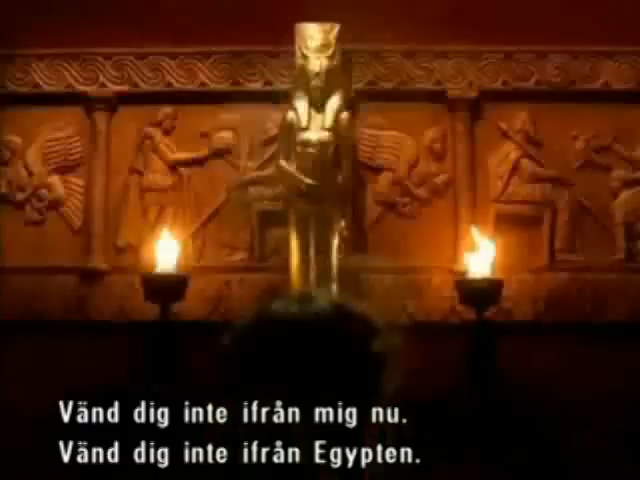 Vänd dig inte ifrån mig nu.
Vänd dig inte ifrån Egypten.